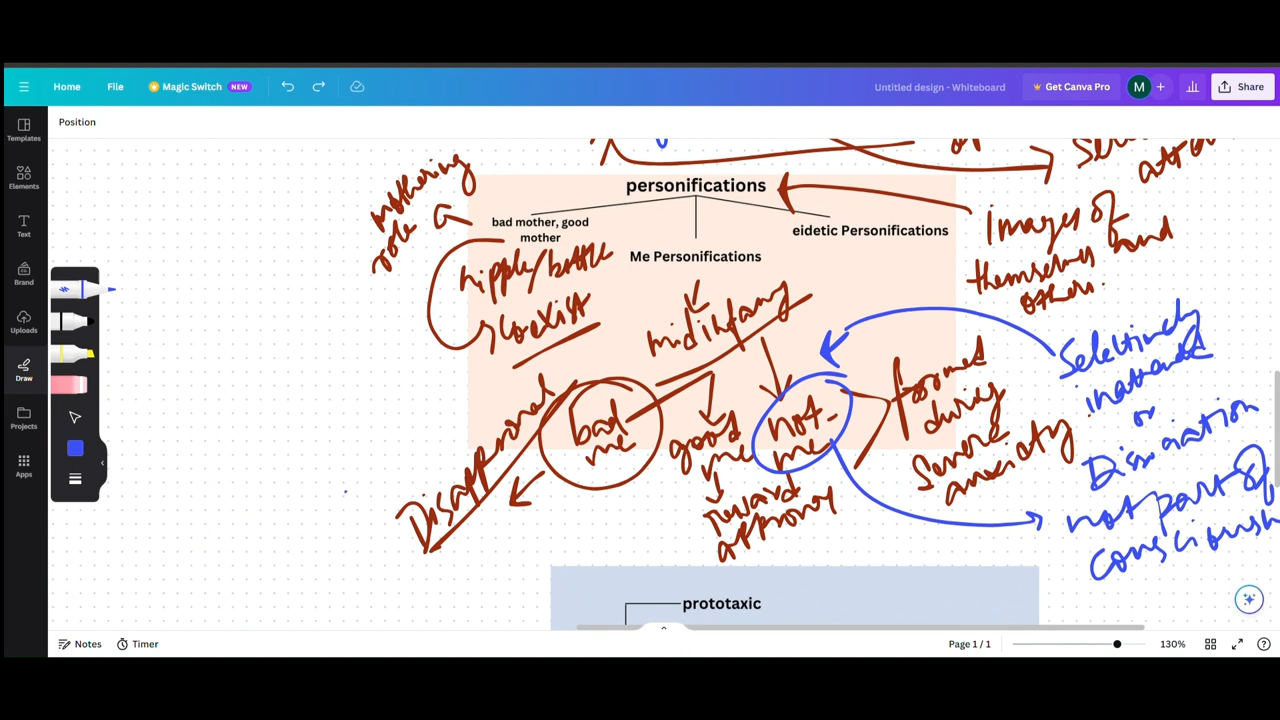 Home File Magic Switch NEW Untitled design - Whiteboard Get Canva Pro M + Share
Position
Templates
Elements
Text
Brand
Uploads
Draw
Projects
Apps
personifications
bad mother, good
mother
Me Personifications
eidetic Personifications
mothering
role
nipple/bottle
coexist
mid infancy
Images of
themselves and
others.
bad
me
good
me
not-
me
Disapproval
reward
approval
formed
during
Severe
anxiety
Selectively
inattend
or
Dissociation
not part of
prototaxic
Notes Timer Page 1 / 1 130%